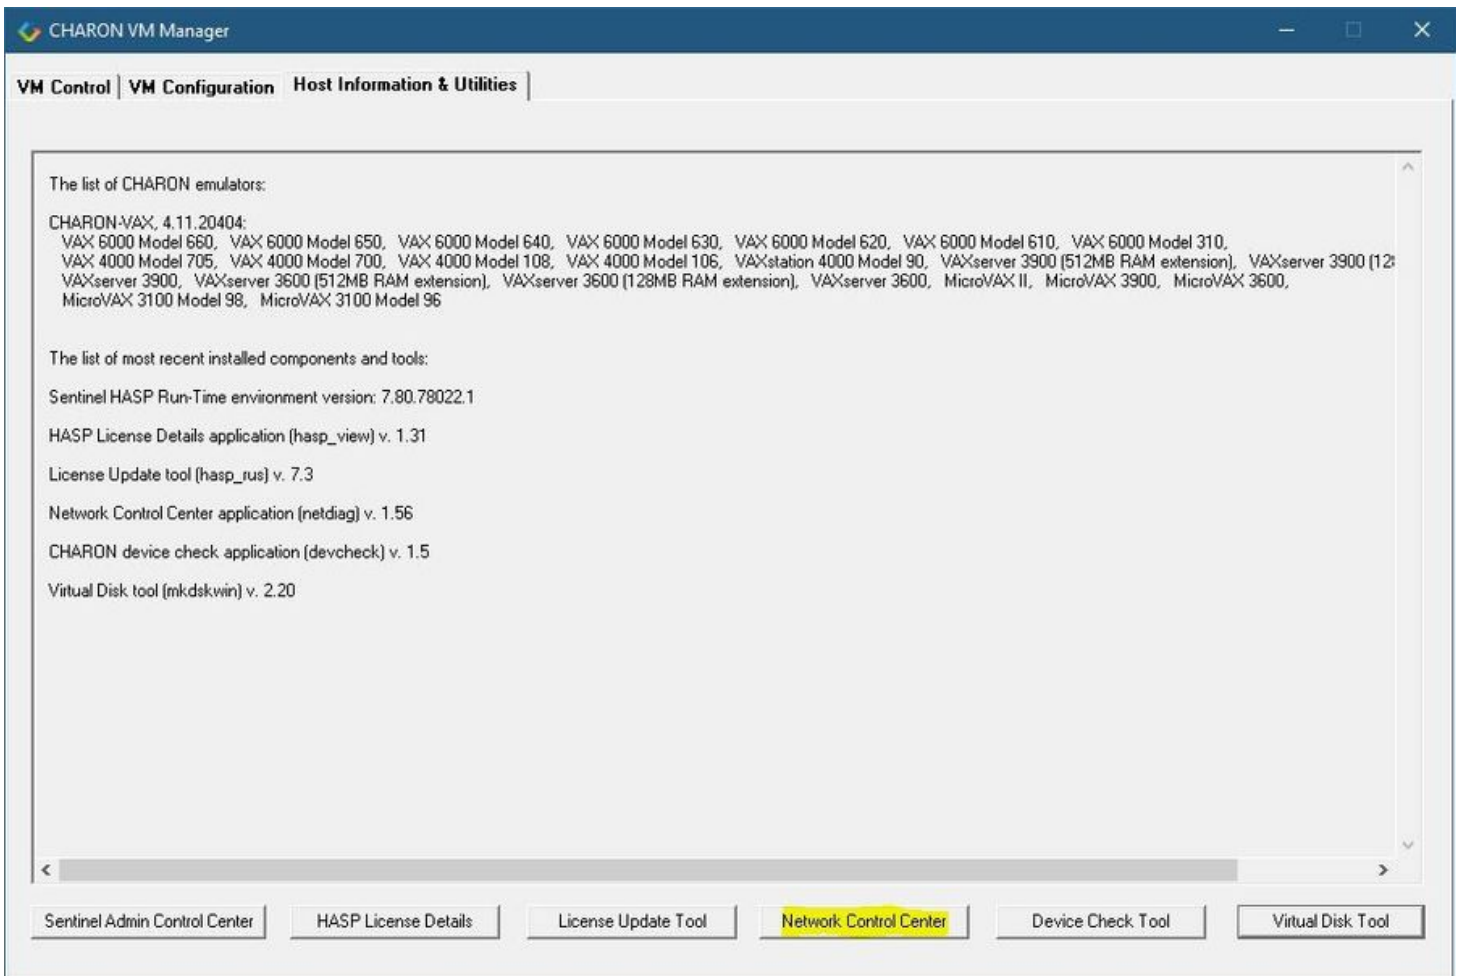 CHARON VM Manager
VM Control
VM Configuration
Host Information & Utilities
The list of CHARON emulators:
CHARON-VAX, 4.11.20404:
VAX 6000 Model 660, VAX 6000 Model 650, VAX 6000 Model 640, VAX 6000 Model 630, VAX 6000 Model 620, VAX 6000 Model 610, VAX 6000 Model 310,
VAX 4000 Model 705, VAX 4000 Model 700, VAX 4000 Model 108, VAX 4000 Model 106, VAXstation 4000 Model 90, VAXserver 3900 (512MB RAM extension), VAXserver 3900 (12
VAXserver 3900, VAXserver 3600 (512MB RAM extension), VAXserver 3600 (128MB RAM extension), VAXserver 3600, MicroVAX II, MicroVAX 3900, MicroVAX 3600,
MicroVAX 3100 Model 98, MicroVAX 3100 Model 96
The list of most recent installed components and tools:
Sentinel HASP Run-Time environment version: 7.80.78022.1
HASP License Details application (hasp_view) v. 1.31
License Update tool (hasp_rus) v. 7.3
Network Control Center application (netdiag) v. 1.56
CHARON device check application (devcheck) v. 1.5
Virtual Disk tool (mkdskwin) v. 2.20
Sentinel Admin Control Center
HASP License Details
License Update Tool
Network Control Center
Device Check Tool
Virtual Disk Tool